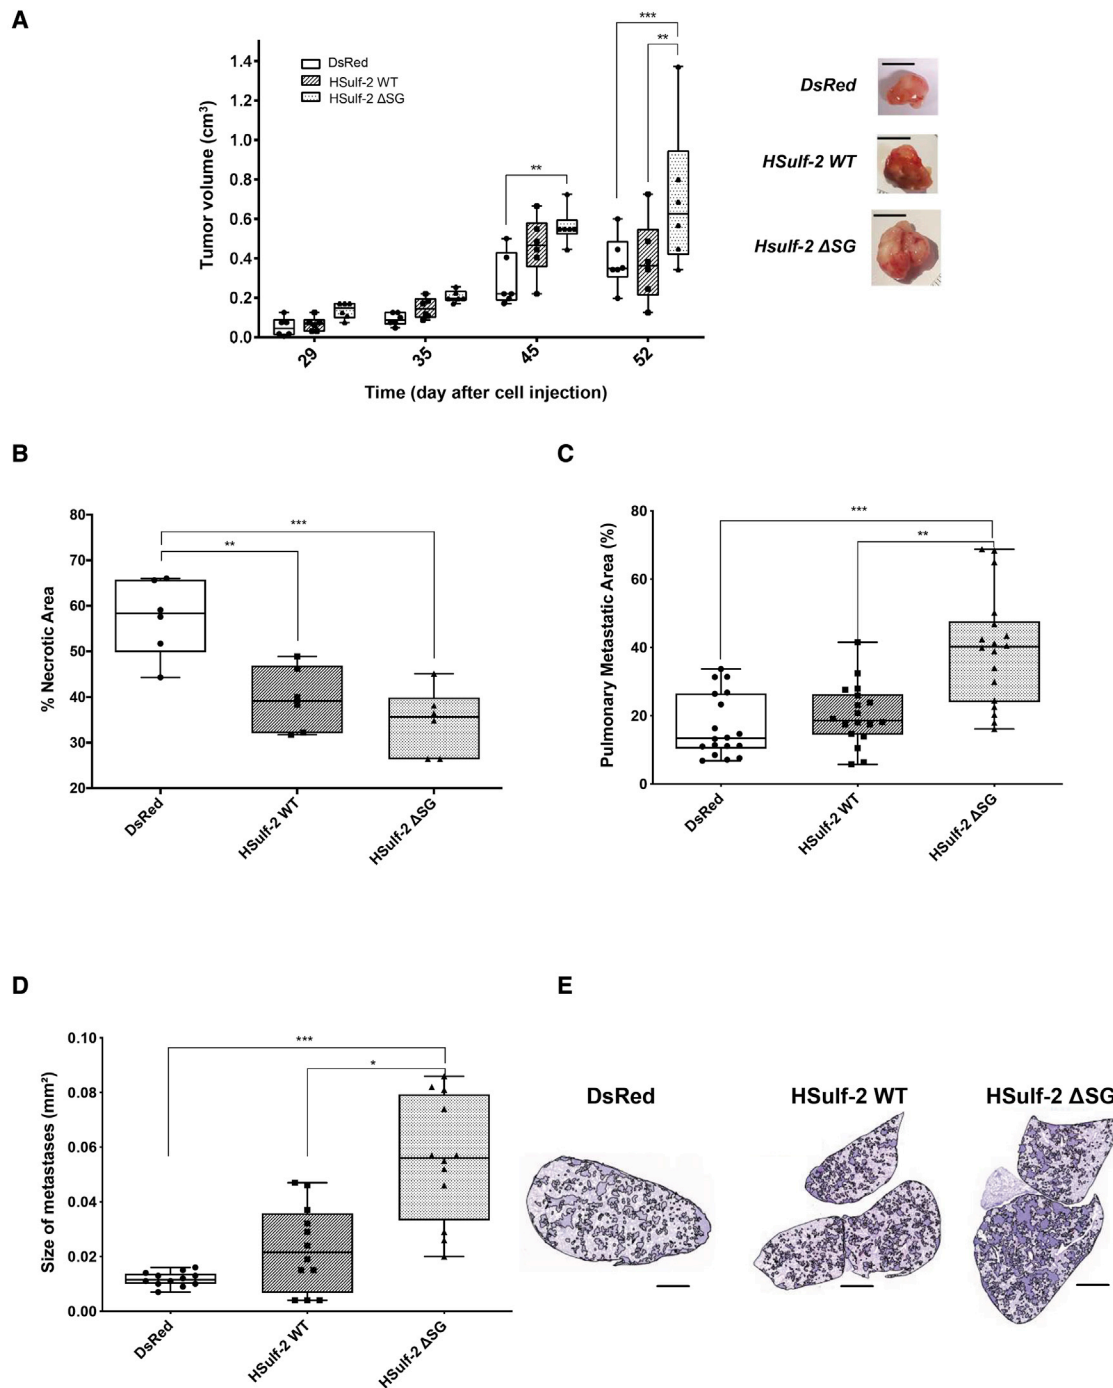 A
Tumor volume (cm³)
1.4
1.2
1.0
0.8
0.6
0.4
0.2
0.0
DsRed
HSulf-2 WT
HSulf-2 ΔSG
**
***
**
29
35
45
52
Time (day after cell injection)
DsRed
HSulf-2 WT
Hsulf-2 ΔSG
B
% Necrotic Area
80
70
60
50
40
30
20
***
**
DsRed
HSulf-2 WT
HSulf-2 ΔSG
C
Pulmonary Metastatic Area (%)
80
60
40
20
0
***
**
DsRed
HSulf-2 WT
HSulf-2 ΔSG
D
Size of metastases (mm²)
0.10
0.08
0.06
0.04
0.02
0.00
***
*
DsRed
HSulf-2 WT
HSulf-2 ΔSG
E
DsRed
HSulf-2 WT
HSulf-2 ΔSG